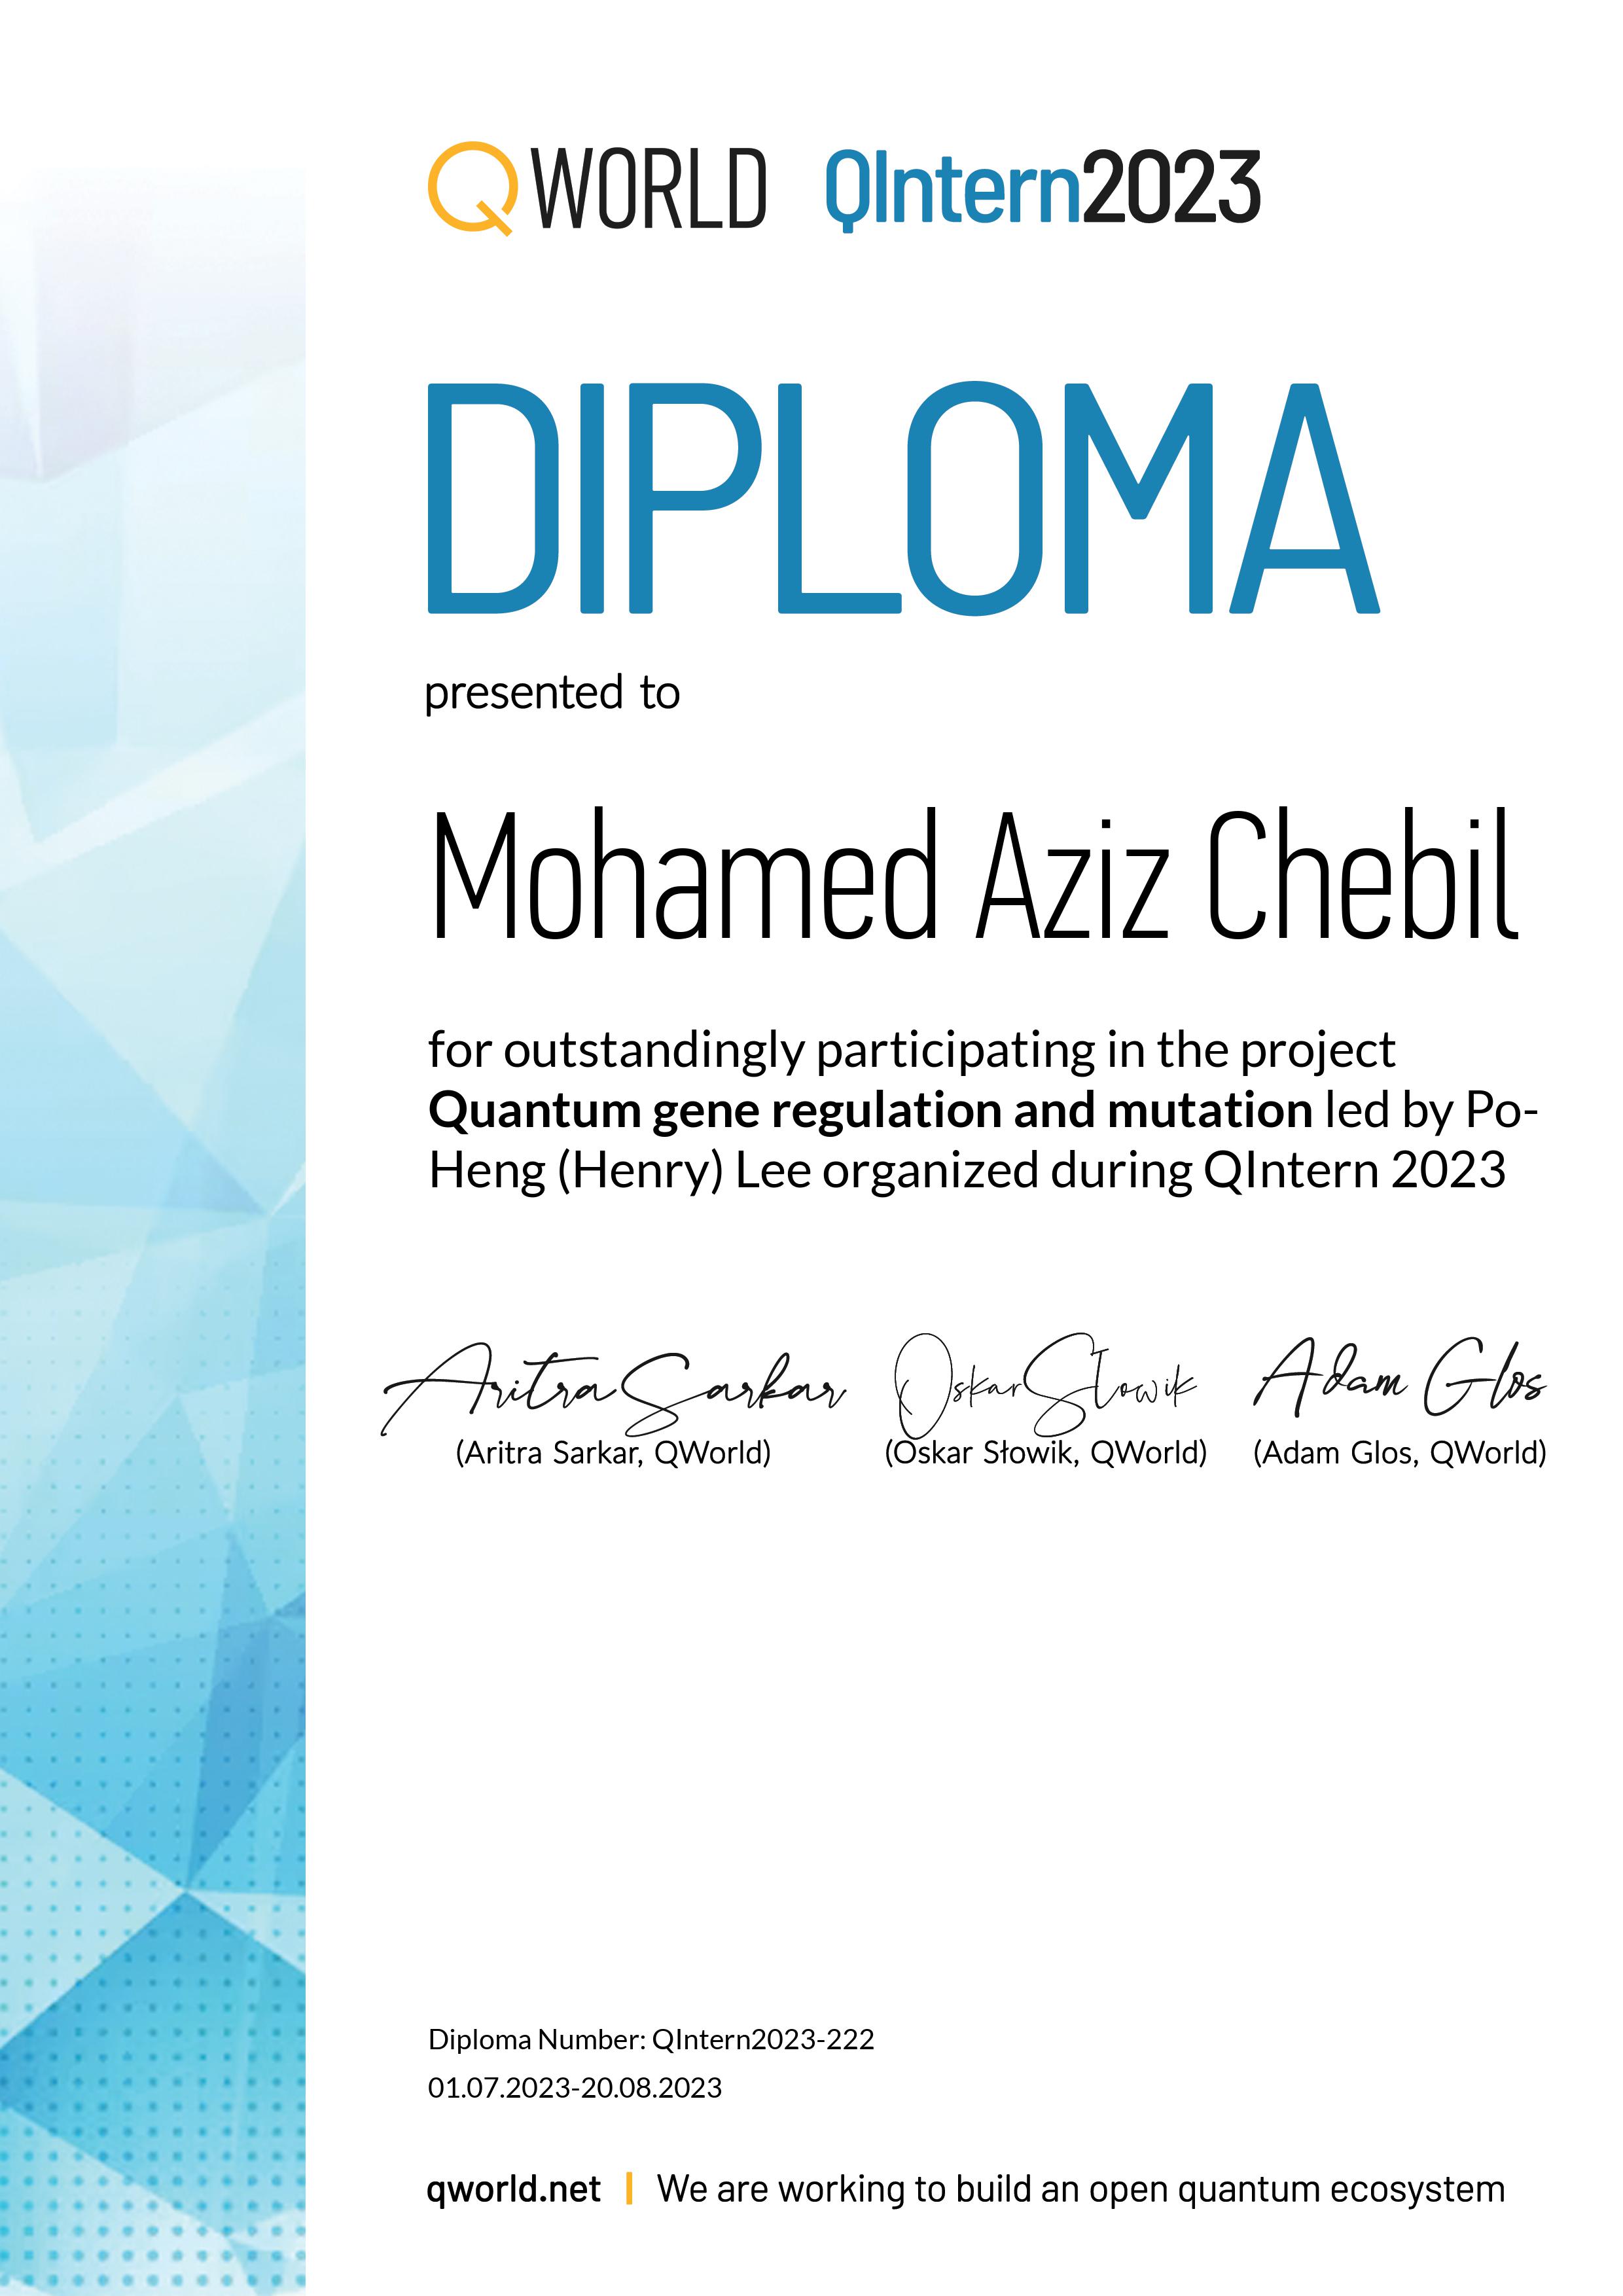 QWORLD QIntern2023
DIPLOMA
presented to
Mohamed Aziz Chebil
for outstandingly participating in the project
Quantum gene regulation and mutation led by Po-
Heng (Henry) Lee organized during QIntern 2023
Aritra Sarkar Oskar Słowik Adam Glos
(Aritra Sarkar, QWorld) (Oskar Słowik, QWorld) (Adam Glos, QWorld)
Diploma Number: QIntern2023-222
01.07.2023-20.08.2023
qworld.net | We are working to build an open quantum ecosystem